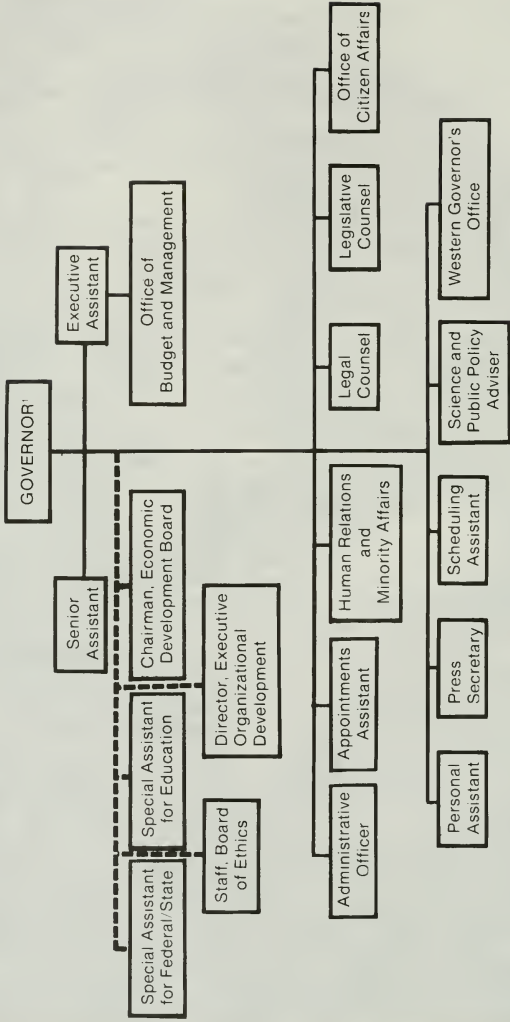 GOVERNOR¹
Senior
Assistant
Executive
Assistant
Office of
Budget and Management
Special Assistant
for Federal/State
Special Assistant
for Education
Chairman, Economic
Development Board
Staff, Board
of Ethics
Director, Executive
Organizational
Development
Administrative
Officer
Appointments
Assistant
Human Relations
and
Minority Affairs
Legal
Counsel
Legislative
Counsel
Office of
Citizen Affairs
Personal
Assistant
Press
Secretary
Scheduling
Assistant
Science and
Public Policy
Adviser
Western Governor's
Office